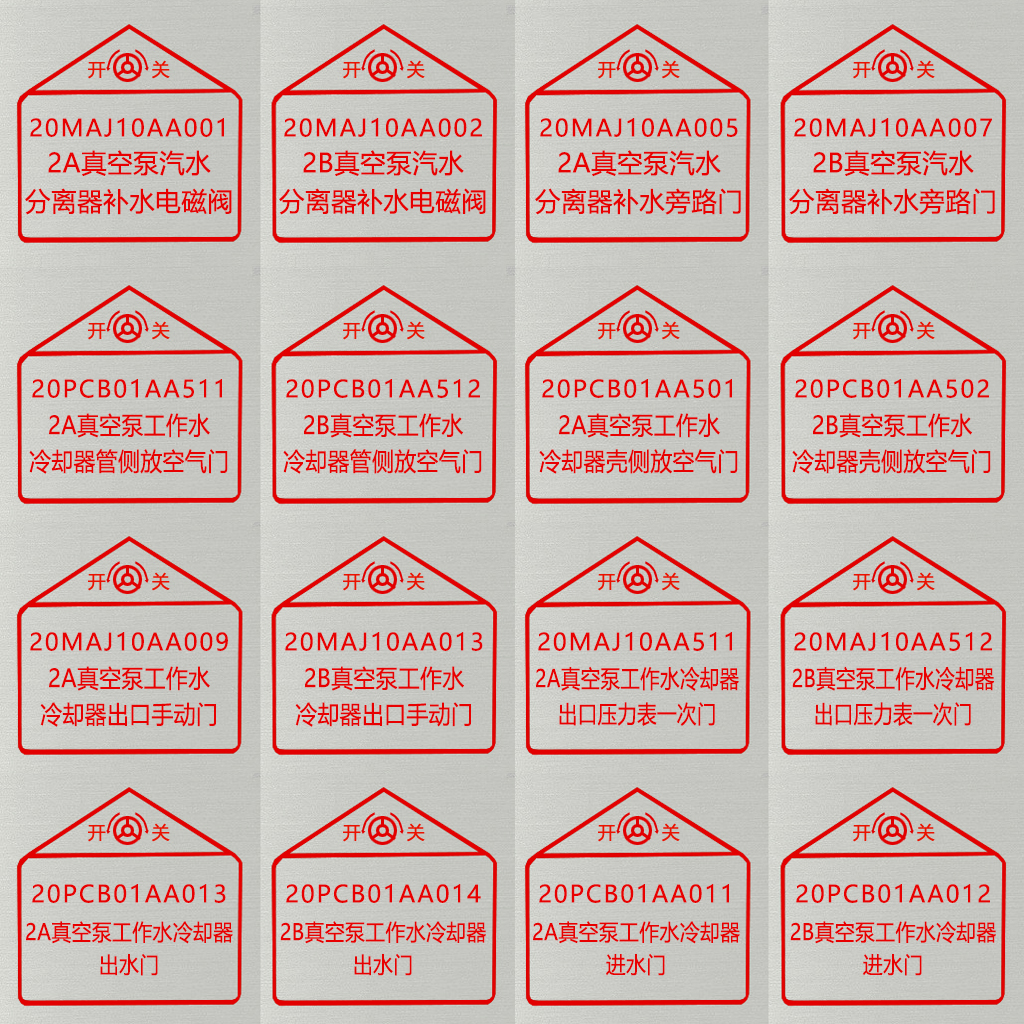 开 关
20MAJ10AA001
2A真空泵汽水
分离器补水电磁阀
开 关
20MAJ10AA002
2B真空泵汽水
分离器补水电磁阀
开 关
20MAJ10AA005
2A真空泵汽水
分离器补水旁路门
开 关
20MAJ10AA007
2B真空泵汽水
分离器补水旁路门
开 关
20PCB01AA511
2A真空泵工作水
冷却器管侧放空气门
开 关
20PCB01AA512
2B真空泵工作水
冷却器管侧放空气门
开 关
20PCB01AA501
2A真空泵工作水
冷却器壳侧放空气门
开 关
20PCB01AA502
2B真空泵工作水
冷却器壳侧放空气门
开 关
20MAJ10AA009
2A真空泵工作水
冷却器出口手动门
开 关
20MAJ10AA013
2B真空泵工作水
冷却器出口手动门
开 关
20MAJ10AA511
2A真空泵工作水冷却器
出口压力表一次门
开 关
20MAJ10AA512
2B真空泵工作水冷却器
出口压力表一次门
开 关
20PCB01AA013
2A真空泵工作水冷却器
出水门
开 关
20PCB01AA014
2B真空泵工作水冷却器
出水门
开 关
20PCB01AA011
2A真空泵工作水冷却器
进水门
开 关
20PCB01AA012
2B真空泵工作水冷却器
进水门